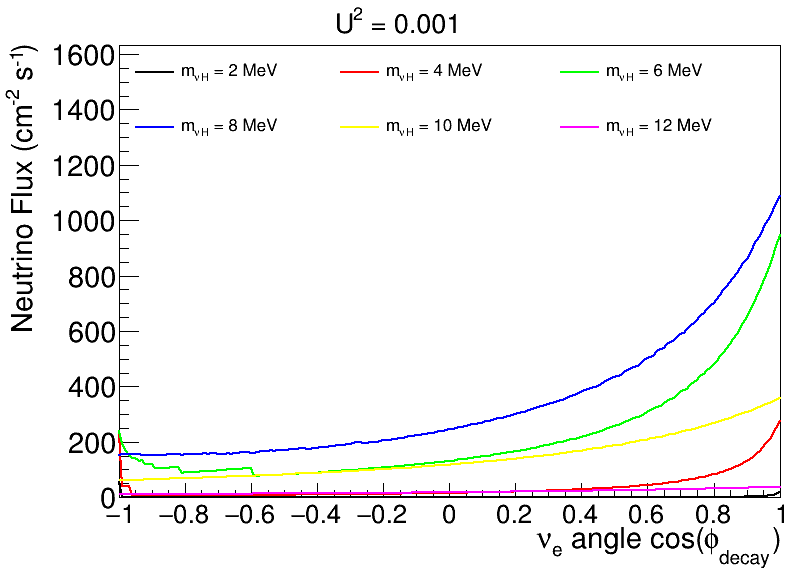 U² = 0.001
Neutrino Flux (cm⁻² s⁻¹)
m_νH = 2 MeV m_νH = 4 MeV m_νH = 6 MeV
m_νH = 8 MeV m_νH = 10 MeV m_νH = 12 MeV
1600
1400
1200
1000
800
600
400
200
0
−1 −0.8 −0.6 −0.4 −0.2 0 0.2 0.4 0.6 0.8 1
ν_e angle cos(ϕ_decay)